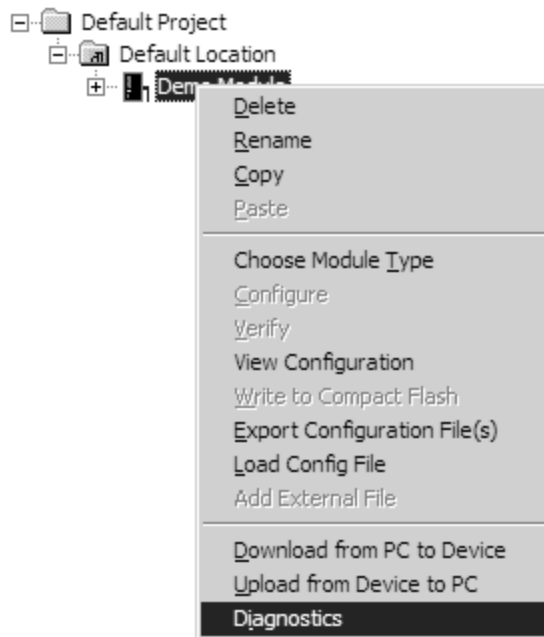 Default Project
Default Location
Delete
Rename
Copy
Paste
Choose Module Type
Configure
Verify
View Configuration
Write to Compact Flash
Export Configuration File(s)
Load Config File
Add External File
Download from PC to Device
Upload from Device to PC
Diagnostics